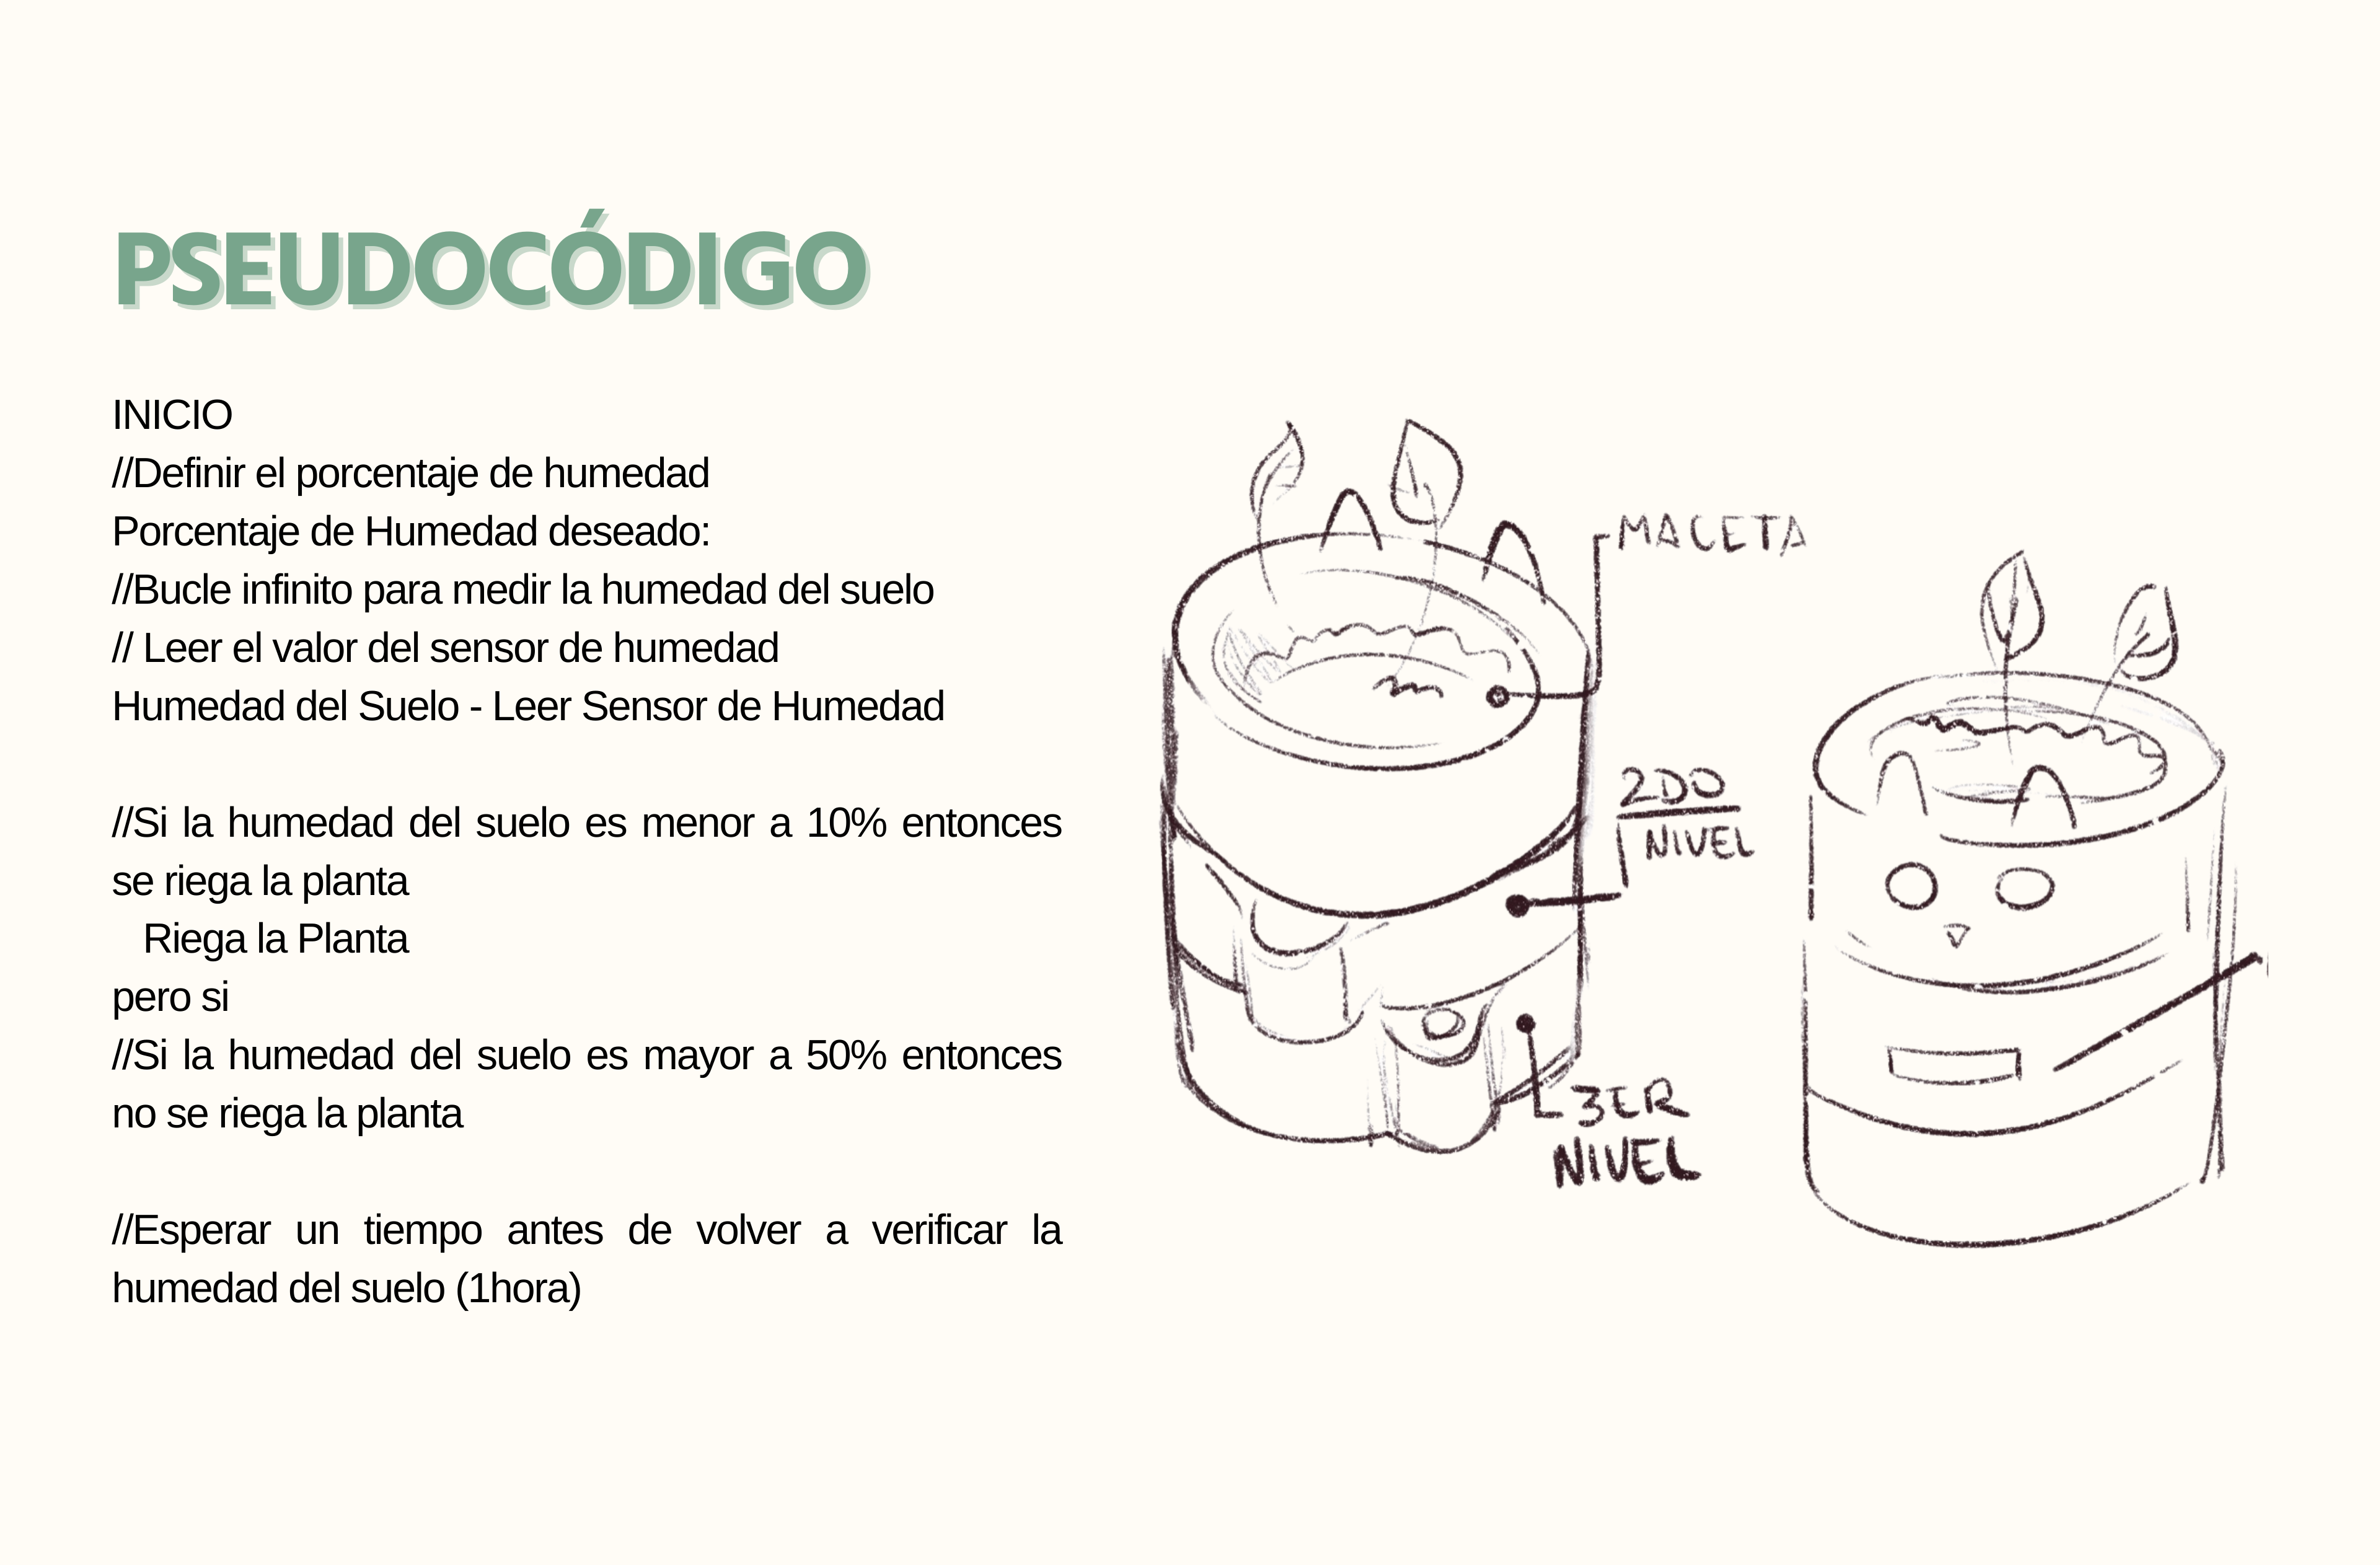 PSEUDOCÓDIGO
INICIO
//Definir el porcentaje de humedad
Porcentaje de Humedad deseado:
//Bucle infinito para medir la humedad del suelo
// Leer el valor del sensor de humedad
Humedad del Suelo - Leer Sensor de Humedad
//Si la humedad del suelo es menor a 10% entonces
se riega la planta
Riega la Planta
pero si
//Si la humedad del suelo es mayor a 50% entonces
no se riega la planta
//Esperar un tiempo antes de volver a verificar la
humedad del suelo (1hora)
MACETA
2DO
NIVEL
3ER
NIVEL